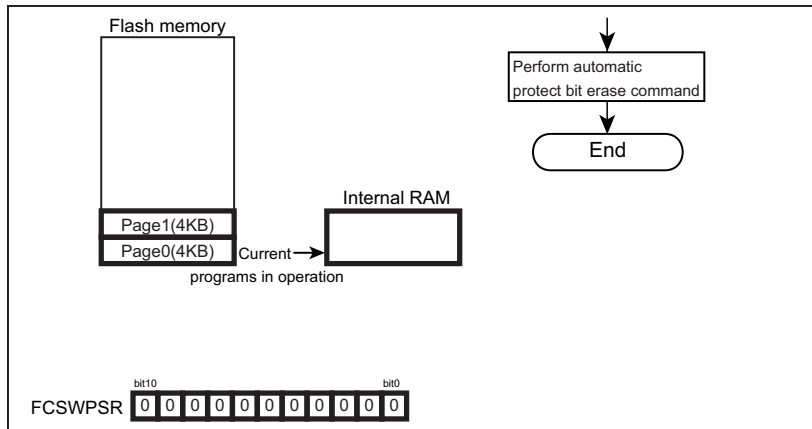 Flash memory
Perform automatic
protect bit erase command
End
Internal RAM
Page1(4KB)
Page0(4KB)
Current
programs in operation
bit10
bit0
FCSWPSR
0 0 0 0 0 0 0 0 0 0 0